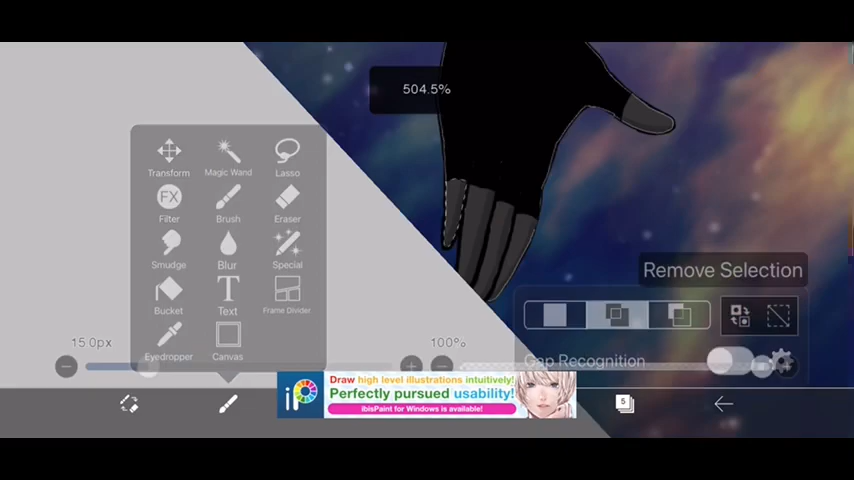 504.5%
Transform
Magic Wand
Lasso
FX
Filter
Brush
Eraser
Smudge
Blur
Special
Remove Selection
Bucket
T
Text
Frame Divider
15.0px
100%
Eyedropper
Canvas
Gap Recognition
Draw high level illustrations intuitively!
iP
Perfectly pursued usability!
ibisPaint for Windows is available!
5